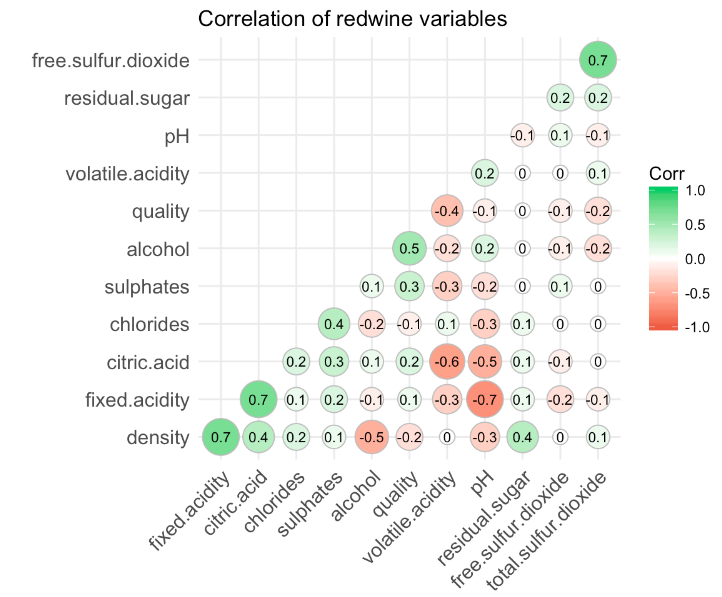 Correlation of redwine variables
free.sulfur.dioxide 0.7
residual.sugar 0.2 0.2
pH -0.1 0.1 -0.1
volatile.acidity 0.2 0 0 0.1
quality -0.4 -0.1 0 -0.1 -0.2
alcohol 0.5 -0.2 0.2 0 -0.1 -0.2
sulphates 0.1 0.3 -0.3 -0.2 0 0.1 0
chlorides 0.4 -0.2 -0.1 0.1 -0.3 0.1 0 0
citric.acid 0.2 0.3 0.1 0.2 -0.6 -0.5 0.1 -0.1 0
fixed.acidity 0.7 0.1 0.2 -0.1 0.1 -0.3 -0.7 0.1 -0.2 -0.1
density 0.7 0.4 0.2 0.1 -0.5 -0.2 0 -0.3 0.4 0 0.1
fixed.acidity
citric.acid
chlorides
sulphates
alcohol
quality
volatile.acidity
pH
residual.sugar
free.sulfur.dioxide
total.sulfur.dioxide
Corr
1.0
0.5
0.0
-0.5
-1.0